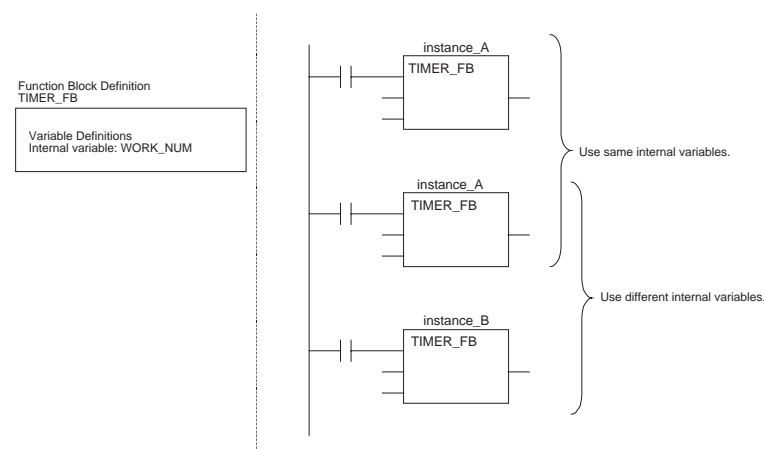 Function Block Definition
TIMER_FB
Variable Definitions
Internal variable: WORK_NUM
instance_A
TIMER_FB
Use same internal variables.
instance_A
TIMER_FB
Use different internal variables.
instance_B
TIMER_FB